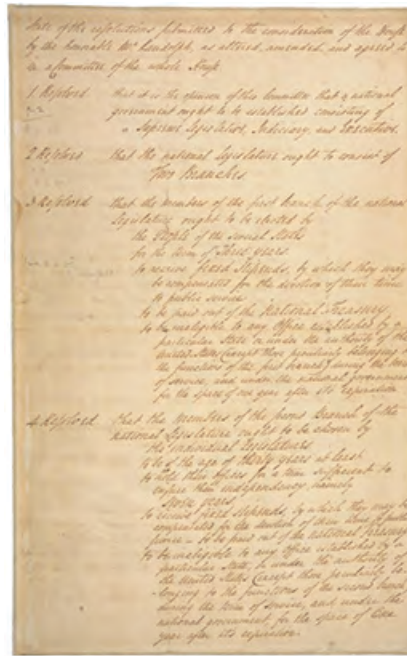 State of the resolutions submitted to the consideration of the House
by the honorable Mr. Randolph, as altered, amended, and agreed to
in a Committee of the whole House.
1 Resolved that it is the opinion of this Committee that a national
government ought to be established consisting of
a Supreme Legislative, Judiciary, and Executive.
2 Resolved that the national Legislature ought to consist of
Two Branches
3 Resolved that the members of the first branch of the national
Legislature ought to be elected by
the People of the several States
for the term of Three years.
to receive fixed stipends, by which they may
be compensated for the devotion of their time
to public service
to be paid out of the National Treasury.
to be ineligible to any Office established by a
particular State or under the authority of the
United States (except those peculiarly belonging to
the functions of the first branch) during the term
of service, and under the national government
for the space of one year after its expiration.
4 Resolved that the Members of the second Branch of the
national Legislature ought to be chosen by
the individual Legislatures
to be of the age of thirty years at least.
to hold their offices for a term sufficient to
ensure their independency, namely
seven years
to receive fixed stipends, by which they may be
compensated for the devotion of their time to public
service — to be paid out of the National Treasury
to be ineligible to any Office established by a
particular State, or under the authority of
the United States (except those peculiarly be-
longing to the functions of the second branch)
during the term of service, and under the
national government, for the space of One
year after its expiration.